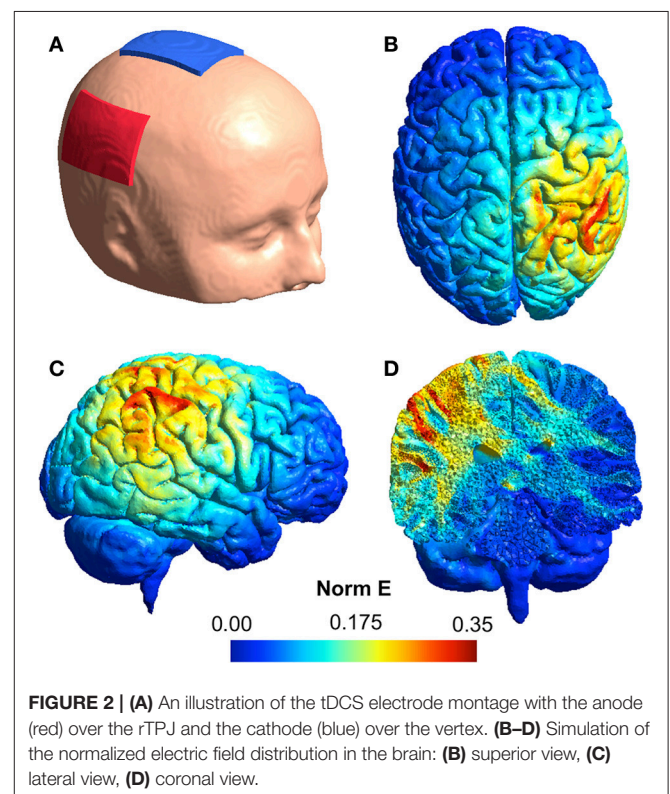 A
B
C
D
Norm E
0.00 0.175 0.35
FIGURE 2 | (A) An illustration of the tDCS electrode montage with the anode
(red) over the rTPJ and the cathode (blue) over the vertex. (B–D) Simulation of
the normalized electric field distribution in the brain: (B) superior view, (C)
lateral view, (D) coronal view.